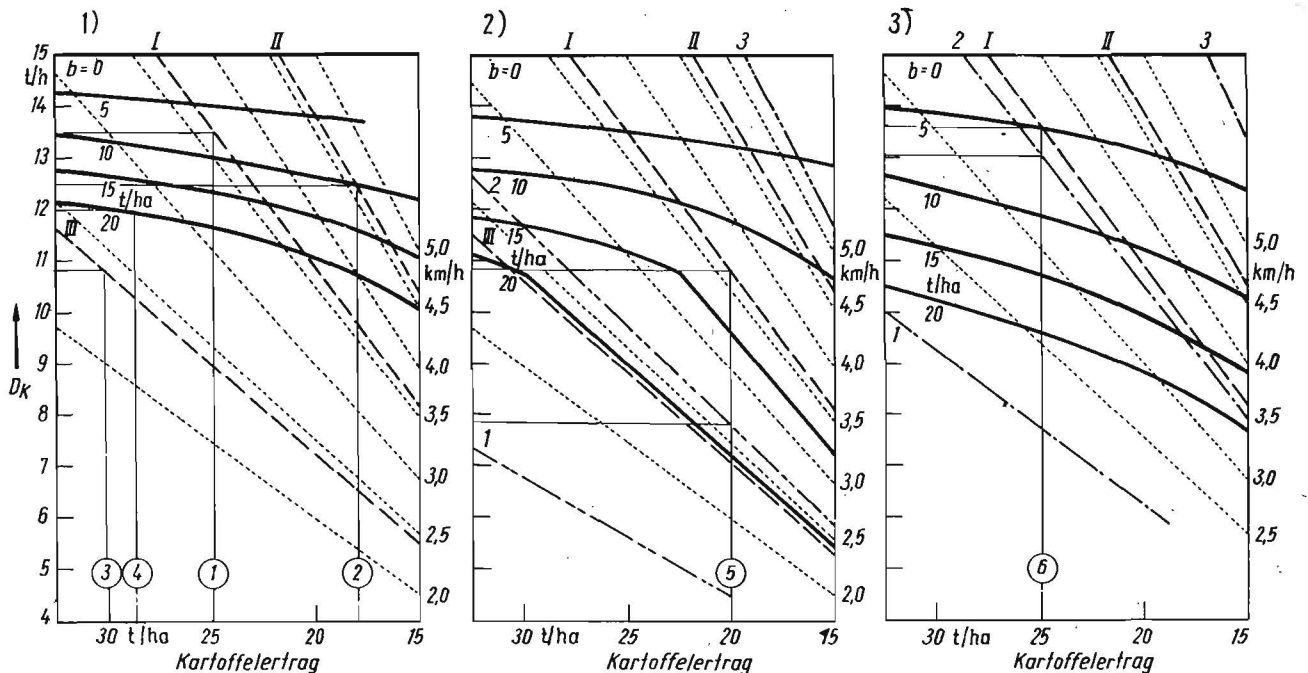 1)
I
II
15
t/h
14
13
12
11
10
9
8
7
6
5
4
D_K
b=0
5
10
15
t/ha
20
III
5,0
km/h
4,5
4,0
3,5
3,0
2,5
2,0
3
4
1
2
30 t/ha 25 20 15
Kartoffelertrag
2)
I
II
3
5
2 10
III 15
t/ha
20
1
5,0
km/h
4,5
4,0
3,5
3,0
2,5
2,0
5
30 t/ha 25 20 15
Kartoffelertrag
3)
2 I
II
3
b=0
5
10
15
t/ha
20
1
5,0
km/h
4,5
4,0
3,5
3,0
2,5
6
30 t/ha 25 20 15
Kartoffelertrag